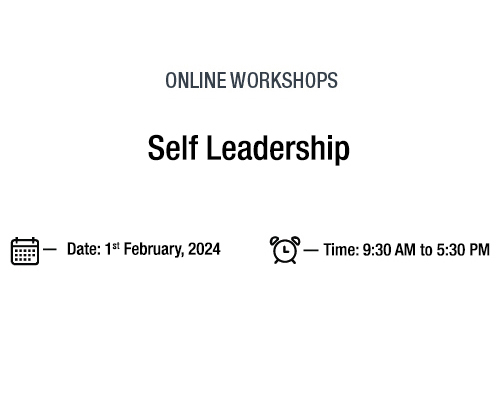 ONLINE WORKSHOPS
Self Leadership
Date: 1st February, 2024
Time: 9:30 AM to 5:30 PM